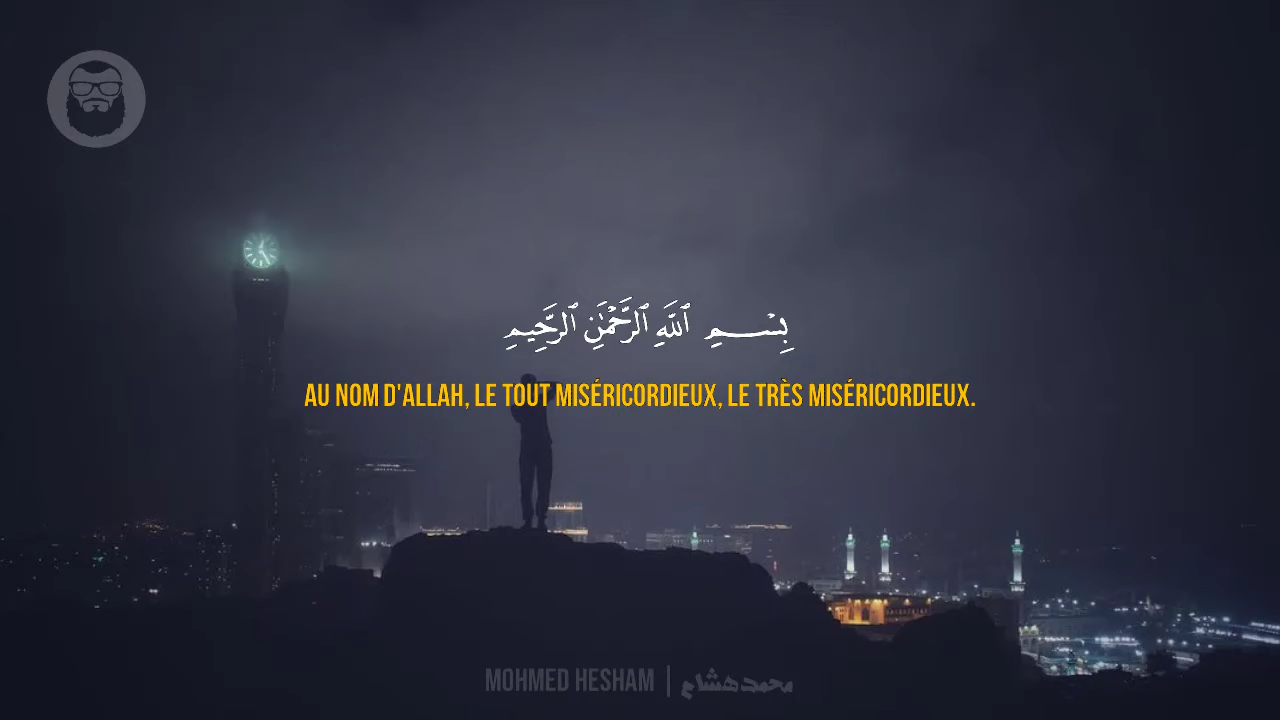 بِسْمِ ٱللَّهِ ٱلرَّحْمَٰنِ ٱلرَّحِيمِ
AU NOM D'ALLAH, LE TOUT MISÉRICORDIEUX, LE TRÈS MISÉRICORDIEUX.
MOHMED HESHAM | محمد هشام